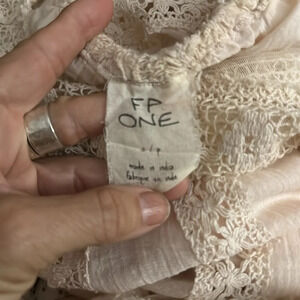 FP
ONE
s / p
made in india
fabriqué en inde